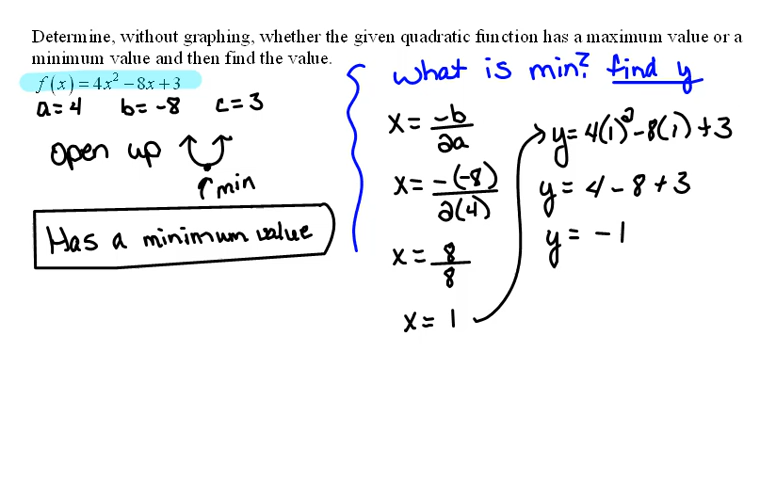 Determine, without graphing, whether the given quadratic function has a maximum value or a
minimum value and then find the value.
f(x) = 4x² – 8x + 3
a = 4 b = -8 c = 3
open up
min
Has a minimum value
What is min? find y
x = -b/2a
x = -(-8)/2(4)
x = 8/8
x = 1
y = 4(1)² - 8(1) + 3
y = 4 - 8 + 3
y = -1